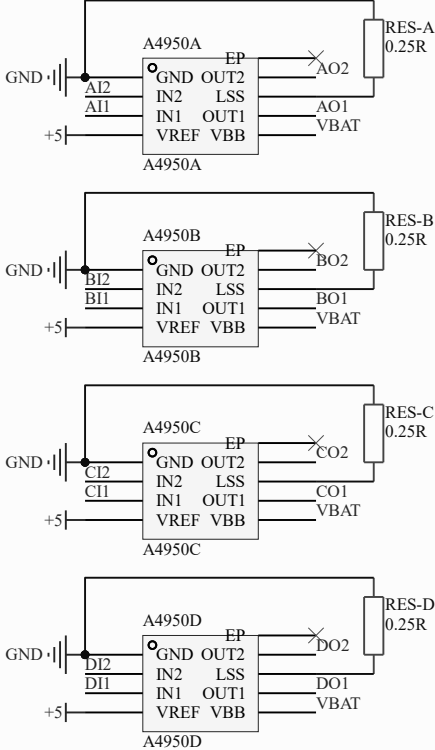 A4950A
RES-A
0.25R
EP
GND
GND OUT2
AO2
AI2
IN2 LSS
AI1
IN1 OUT1
AO1
+5
VREF VBB
VBAT
A4950A
A4950B
RES-B
0.25R
EP
GND
GND OUT2
BO2
BI2
IN2 LSS
BI1
IN1 OUT1
BO1
+5
VREF VBB
VBAT
A4950B
A4950C
RES-C
0.25R
EP
GND
GND OUT2
CO2
CI2
IN2 LSS
CI1
IN1 OUT1
CO1
+5
VREF VBB
VBAT
A4950C
A4950D
RES-D
0.25R
EP
GND
GND OUT2
DO2
DI2
IN2 LSS
DI1
IN1 OUT1
DO1
+5
VREF VBB
VBAT
A4950D